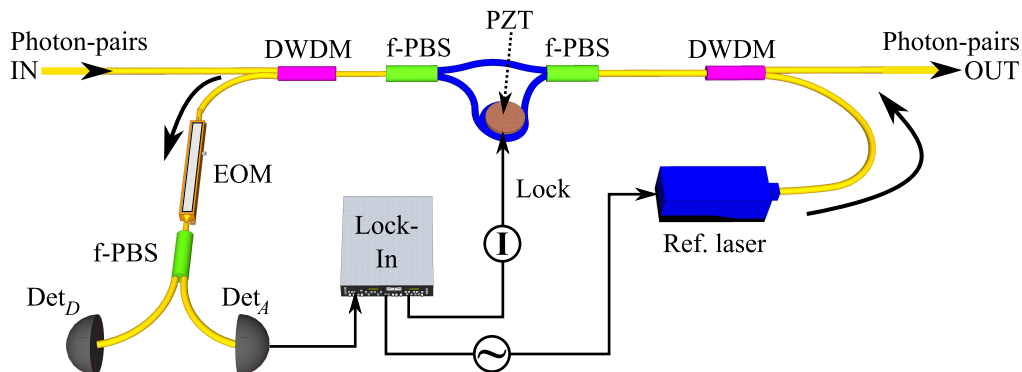 PZT
Photon-pairs
IN
DWDM
f-PBS
f-PBS
DWDM
Photon-pairs
OUT
EOM
Lock
Lock-
In
I
Ref. laser
f-PBS
Det_D
Det_A
~